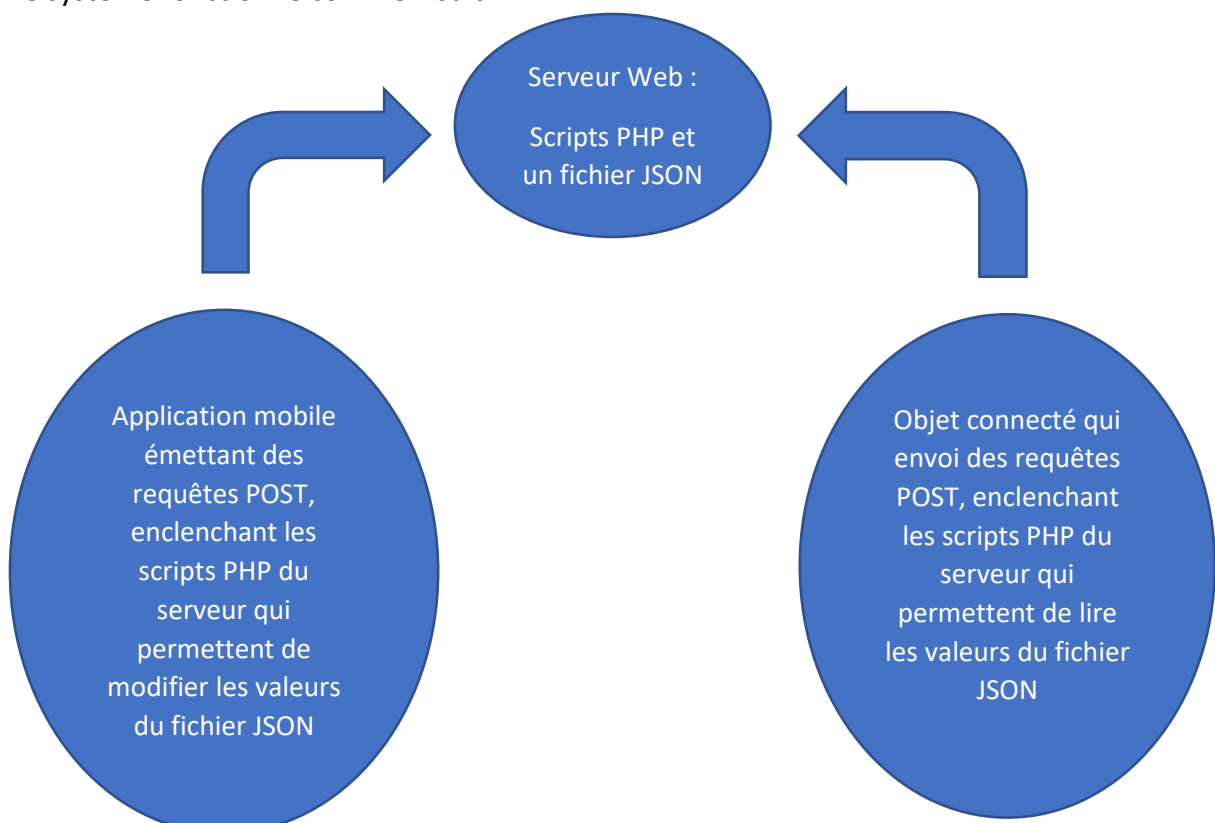 Serveur Web :
Scripts PHP et
un fichier JSON
Application mobile
émettant des
requêtes POST,
enclenchant les
scripts PHP du
serveur qui
permettent de
modifier les valeurs
du fichier JSON
Objet connecté qui
envoi des requêtes
POST, enclenchant
les scripts PHP du
serveur qui
permettent de lire
les valeurs du fichier
JSON